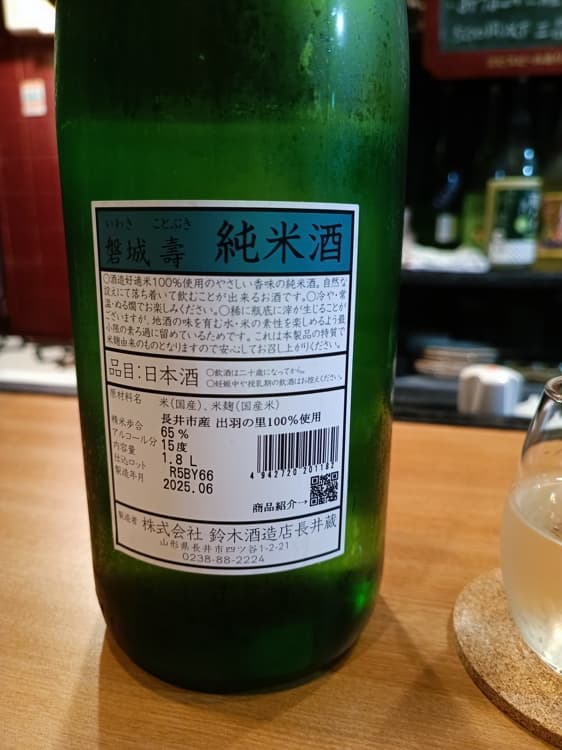 いわき ことぶき
磐城 壽 純米酒
○酒造好適米100%使用のやさしい香味の純米酒。自然な
設えにて落ち着いて飲むことが出来るお酒です。○冷や・常
温・ぬる燗でお楽しみください。○稀に瓶底に滓が生じることが
ございますが、地酒の味を育む水・米の素性を楽しめるよう最
小限の素ろ過に留めているためです。これは本製品の特質で
米麹由来のものとなりますので安心してお召し上がりください。
品目:日本酒
○飲酒は二十歳になってから。
○妊娠中や授乳期の飲酒はお控えください。
原材料名 米(国産)、米麹(国産米)
長井市産 出羽の里100%使用
精米歩合 65%
アルコール分 15度
内容量 1.8L
仕込ロット R5BY66
製造年月 2025.06
4 942720 201182
商品紹介→
製造者 株式会社 鈴木酒造店長井蔵
山形県長井市四ツ谷1-2-21
0238-88-2224